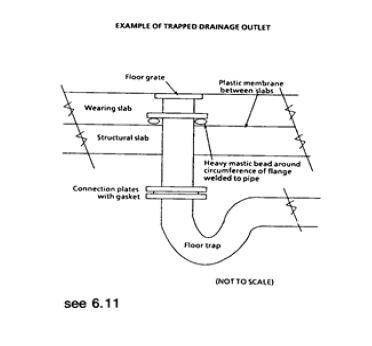 EXAMPLE OF TRAPPED DRAINAGE OUTLET
Floor grate
Plastic membrane
between slabs
Wearing slab
Structural slab
Heavy mastic bead around
circumference of flange
welded to pipe
Connection plates
with gasket
Floor trap
(NOT TO SCALE)
see 6.11